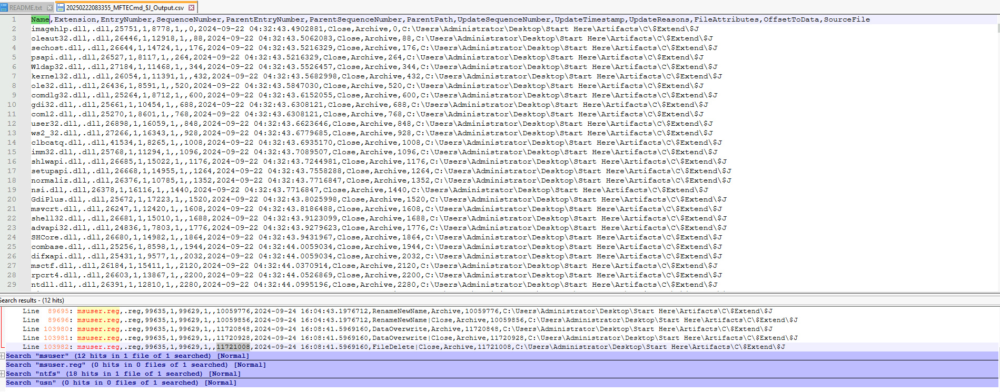 README.txt 20250222083355_MFTECmd_$J_Output.csv
1 Name,Extension,EntryNumber,SequenceNumber,ParentEntryNumber,ParentSequenceNumber,ParentPath,UpdateSequenceNumber,UpdateTimestamp,UpdateReasons,FileAttributes,OffsetToData,SourceFile
2 imagehlp.dll,.dll,25751,1,8778,1,,0,2024-09-22 04:32:43.4902881,Close,Archive,0,C:\Users\Administrator\Desktop\Start Here\Artifacts\C\$Extend\$J
3 oleaut32.dll,.dll,26446,1,12918,1,,88,2024-09-22 04:32:43.5062083,Close,Archive,88,C:\Users\Administrator\Desktop\Start Here\Artifacts\C\$Extend\$J
4 sechost.dll,.dll,26644,1,14724,1,,176,2024-09-22 04:32:43.5216329,Close,Archive,176,C:\Users\Administrator\Desktop\Start Here\Artifacts\C\$Extend\$J
5 psapi.dll,.dll,26527,1,8117,1,,264,2024-09-22 04:32:43.5216329,Close,Archive,264,C:\Users\Administrator\Desktop\Start Here\Artifacts\C\$Extend\$J
6 Wldap32.dll,.dll,27184,1,11468,1,,344,2024-09-22 04:32:43.5526457,Close,Archive,344,C:\Users\Administrator\Desktop\Start Here\Artifacts\C\$Extend\$J
7 kernel32.dll,.dll,26054,1,11391,1,,432,2024-09-22 04:32:43.5682998,Close,Archive,432,C:\Users\Administrator\Desktop\Start Here\Artifacts\C\$Extend\$J
8 ole32.dll,.dll,26436,1,8591,1,,520,2024-09-22 04:32:43.5847030,Close,Archive,520,C:\Users\Administrator\Desktop\Start Here\Artifacts\C\$Extend\$J
9 comdlg32.dll,.dll,25264,1,8712,1,,600,2024-09-22 04:32:43.6152055,Close,Archive,600,C:\Users\Administrator\Desktop\Start Here\Artifacts\C\$Extend\$J
10 gdi32.dll,.dll,25661,1,10454,1,,688,2024-09-22 04:32:43.6308121,Close,Archive,688,C:\Users\Administrator\Desktop\Start Here\Artifacts\C\$Extend\$J
11 coml2.dll,.dll,25270,1,8601,1,,768,2024-09-22 04:32:43.6308121,Close,Archive,768,C:\Users\Administrator\Desktop\Start Here\Artifacts\C\$Extend\$J
12 user32.dll,.dll,26898,1,16059,1,,848,2024-09-22 04:32:43.6623646,Close,Archive,848,C:\Users\Administrator\Desktop\Start Here\Artifacts\C\$Extend\$J
13 ws2_32.dll,.dll,27266,1,16343,1,,928,2024-09-22 04:32:43.6779685,Close,Archive,928,C:\Users\Administrator\Desktop\Start Here\Artifacts\C\$Extend\$J
14 clbcatq.dll,.dll,41534,1,8265,1,,1008,2024-09-22 04:32:43.6935170,Close,Archive,1008,C:\Users\Administrator\Desktop\Start Here\Artifacts\C\$Extend\$J
15 imm32.dll,.dll,25768,1,11294,1,,1096,2024-09-22 04:32:43.7089507,Close,Archive,1096,C:\Users\Administrator\Desktop\Start Here\Artifacts\C\$Extend\$J
16 shlwapi.dll,.dll,26685,1,15022,1,,1176,2024-09-22 04:32:43.7244981,Close,Archive,1176,C:\Users\Administrator\Desktop\Start Here\Artifacts\C\$Extend\$J
17 setupapi.dll,.dll,26668,1,14955,1,,1264,2024-09-22 04:32:43.7558288,Close,Archive,1264,C:\Users\Administrator\Desktop\Start Here\Artifacts\C\$Extend\$J
18 normaliz.dll,.dll,26376,1,10785,1,,1352,2024-09-22 04:32:43.7716847,Close,Archive,1352,C:\Users\Administrator\Desktop\Start Here\Artifacts\C\$Extend\$J
19 nsi.dll,.dll,26378,1,16116,1,,1440,2024-09-22 04:32:43.7716847,Close,Archive,1440,C:\Users\Administrator\Desktop\Start Here\Artifacts\C\$Extend\$J
20 GdiPlus.dll,.dll,25672,1,17223,1,,1520,2024-09-22 04:32:43.8025998,Close,Archive,1520,C:\Users\Administrator\Desktop\Start Here\Artifacts\C\$Extend\$J
21 msvcrt.dll,.dll,26247,1,12420,1,,1608,2024-09-22 04:32:43.8186488,Close,Archive,1608,C:\Users\Administrator\Desktop\Start Here\Artifacts\C\$Extend\$J
22 shell32.dll,.dll,26681,1,15010,1,,1688,2024-09-22 04:32:43.9123099,Close,Archive,1688,C:\Users\Administrator\Desktop\Start Here\Artifacts\C\$Extend\$J
23 advapi32.dll,.dll,24836,1,7803,1,,1776,2024-09-22 04:32:43.9279623,Close,Archive,1776,C:\Users\Administrator\Desktop\Start Here\Artifacts\C\$Extend\$J
24 SHCore.dll,.dll,26680,1,14982,1,,1864,2024-09-22 04:32:43.9431967,Close,Archive,1864,C:\Users\Administrator\Desktop\Start Here\Artifacts\C\$Extend\$J
25 combase.dll,.dll,25256,1,8598,1,,1944,2024-09-22 04:32:44.0059034,Close,Archive,1944,C:\Users\Administrator\Desktop\Start Here\Artifacts\C\$Extend\$J
26 difxapi.dll,.dll,25431,1,9577,1,,2032,2024-09-22 04:32:44.0059034,Close,Archive,2032,C:\Users\Administrator\Desktop\Start Here\Artifacts\C\$Extend\$J
27 msctf.dll,.dll,26184,1,15411,1,,2120,2024-09-22 04:32:44.0370914,Close,Archive,2120,C:\Users\Administrator\Desktop\Start Here\Artifacts\C\$Extend\$J
28 rpcrt4.dll,.dll,26603,1,13867,1,,2200,2024-09-22 04:32:44.0526869,Close,Archive,2200,C:\Users\Administrator\Desktop\Start Here\Artifacts\C\$Extend\$J
29 ntdll.dll,.dll,26391,1,12810,1,,2280,2024-09-22 04:32:44.0995196,Close,Archive,2280,C:\Users\Administrator\Desktop\Start Here\Artifacts\C\$Extend\$J
Search results - (12 hits)
Line 89695: msuser.reg,.reg,99635,1,99629,1,,10059776,2024-09-24 16:04:43.1976712,RenameNewName,Archive,10059776,C:\Users\Administrator\Desktop\Start Here\Artifacts\C\$Extend\$J
Line 89696: msuser.reg,.reg,99635,1,99629,1,,10059856,2024-09-24 16:04:43.1976712,RenameNewName|Close,Archive,10059856,C:\Users\Administrator\Desktop\Start Here\Artifacts\C\$Extend\$J
Line 103980: msuser.reg,.reg,99635,1,99629,1,,11720848,2024-09-24 16:08:41.5969160,DataOverwrite,Archive,11720848,C:\Users\Administrator\Desktop\Start Here\Artifacts\C\$Extend\$J
Line 103981: msuser.reg,.reg,99635,1,99629,1,,11720928,2024-09-24 16:08:41.5969160,DataOverwrite|Close,Archive,11720928,C:\Users\Administrator\Desktop\Start Here\Artifacts\C\$Extend\$J
Line 103982: msuser.reg,.reg,99635,1,99629,1,,11721008,2024-09-24 16:08:41.5969160,FileDelete|Close,Archive,11721008,C:\Users\Administrator\Desktop\Start Here\Artifacts\C\$Extend\$J
Search "msuser" (12 hits in 1 file of 1 searched) [Normal]
Search "msuser.reg" (0 hits in 0 files of 1 searched) [Normal]
Search "ntfs" (18 hits in 1 file of 1 searched) [Normal]
Search "usn" (0 hits in 0 files of 1 searched) [Normal]